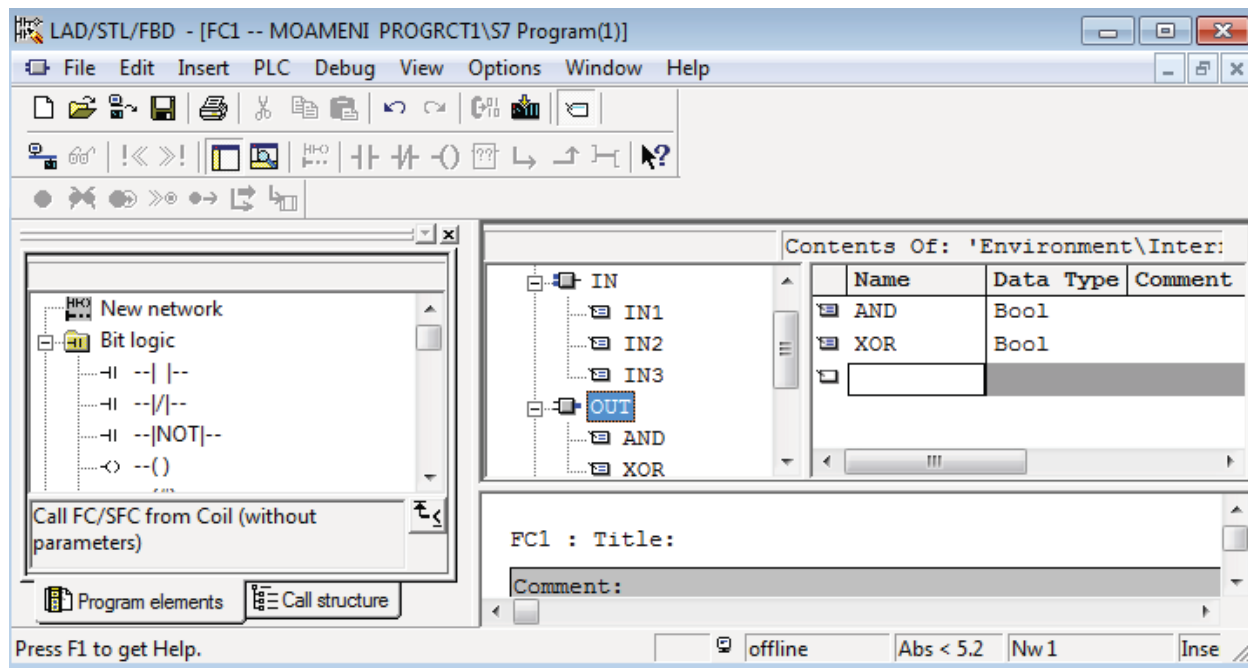 LAD/STL/FBD - [FC1 -- MOAMENI PROGRCT1\S7 Program(1)]
File Edit Insert PLC Debug View Options Window Help
!≪ ≫! ?? ?
Contents Of: 'Environment\Inter
New network
Bit logic
--| |--
--|/|--
--|NOT|--
--( )
Call FC/SFC from Coil (without
parameters)
Program elements Call structure
IN
IN1
IN2
IN3
OUT
AND
XOR
Name Data Type Comment
AND Bool
XOR Bool
FC1 : Title:
Comment:
Press F1 to get Help. offline Abs < 5.2 Nw 1 Inse